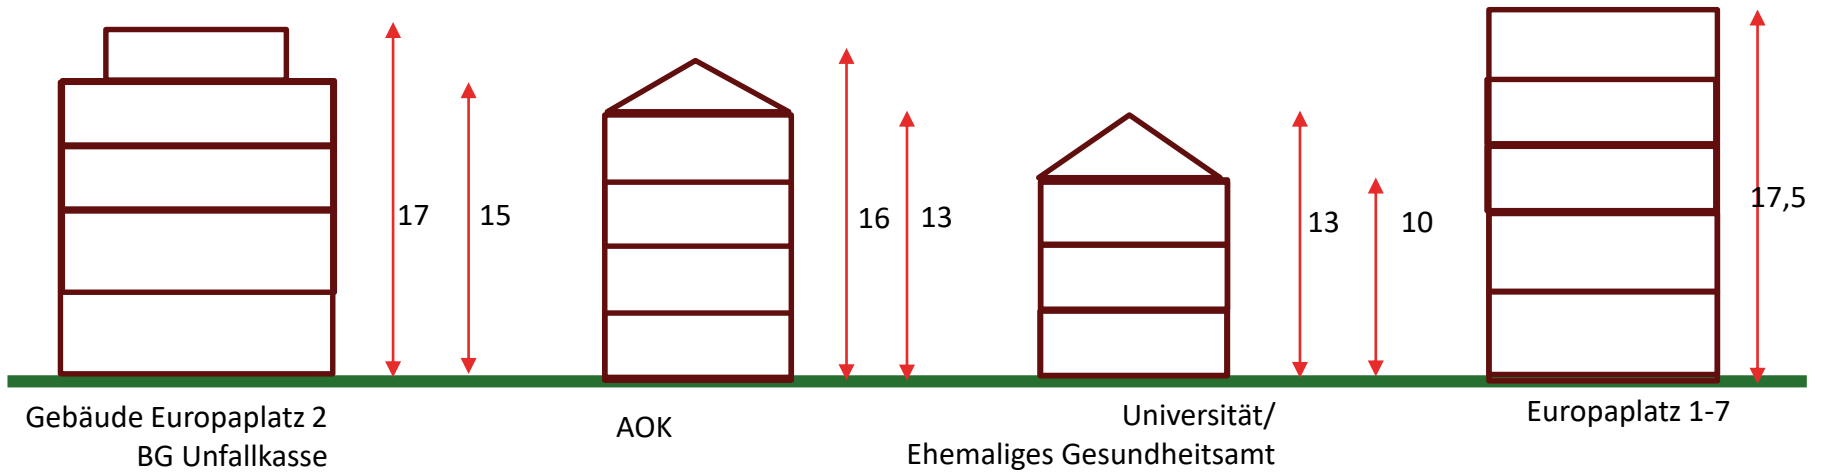 17
15
16
13
13
10
17,5
Gebäude Europaplatz 2
BG Unfallkasse
AOK
Universität/
Ehemaliges Gesundheitsamt
Europaplatz 1-7